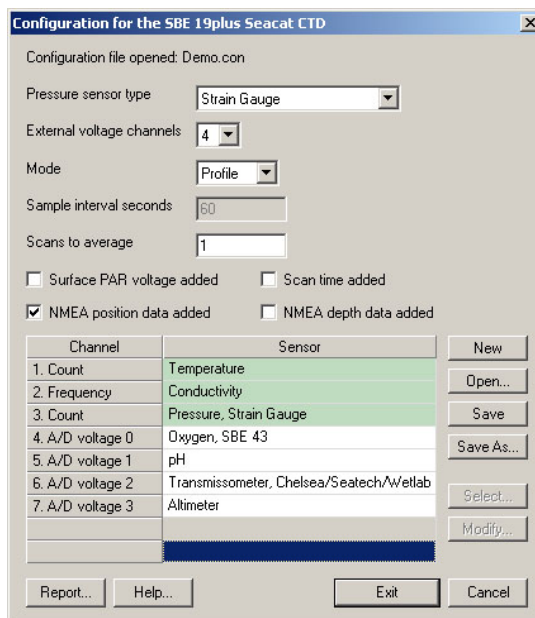 Configuration for the SBE 19plus Seacat CTD
Configuration file opened: Demo.con
Pressure sensor type Strain Gauge
External voltage channels 4
Mode Profile
Sample interval seconds 60
Scans to average 1
Surface PAR voltage added Scan time added
NMEA position data added NMEA depth data added
Channel Sensor New
1. Count Temperature
2. Frequency Conductivity Open...
3. Count Pressure, Strain Gauge Save
4. A/D voltage 0 Oxygen, SBE 43
5. A/D voltage 1 pH Save As...
6. A/D voltage 2 Transmissometer, Chelsea/Seatech/Wetlab
7. A/D voltage 3 Altimeter Select...
Modify...
Report... Help... Exit Cancel